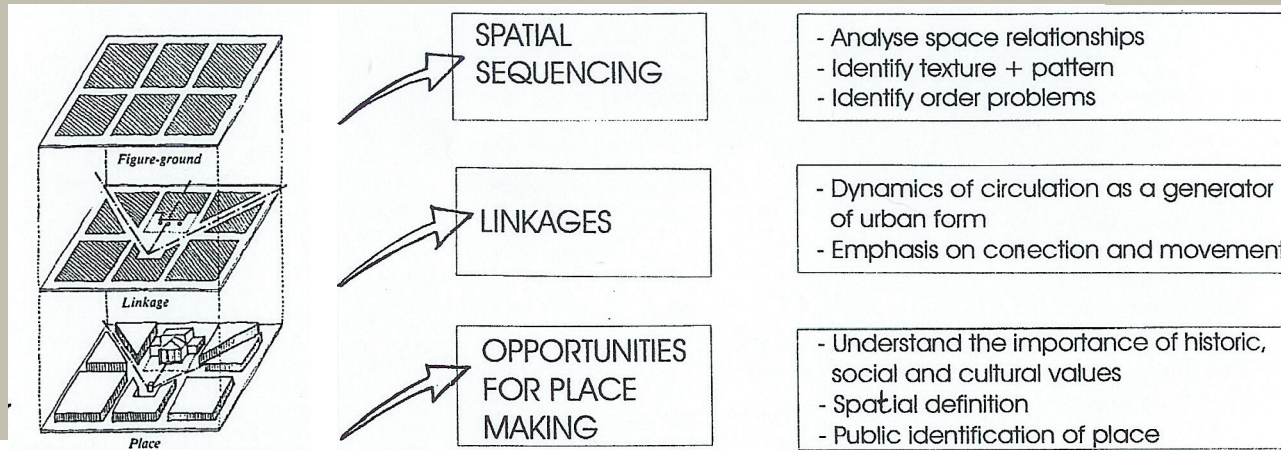 Figure-ground
Linkage
Place
SPATIAL
SEQUENCING
- Analyse space relationships
- Identify texture + pattern
- Identify order problems
LINKAGES
- Dynamics of circulation as a generator
of urban form
- Emphasis on conection and movement
OPPORTUNITIES
FOR PLACE
MAKING
- Understand the importance of historic,
social and cultural values
- Spatial definition
- Public identification of place